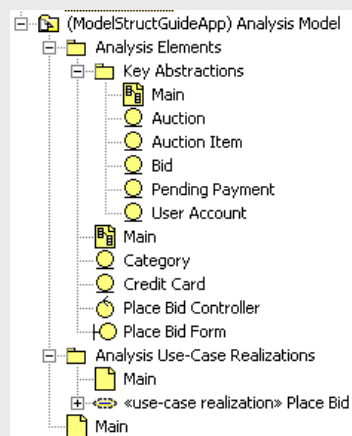 (ModelStructGuideApp) Analysis Model
Analysis Elements
Key Abstractions
Main
Auction
Auction Item
Bid
Pending Payment
User Account
Main
Category
Credit Card
Place Bid Controller
Place Bid Form
Analysis Use-Case Realizations
Main
«use-case realization» Place Bid
Main